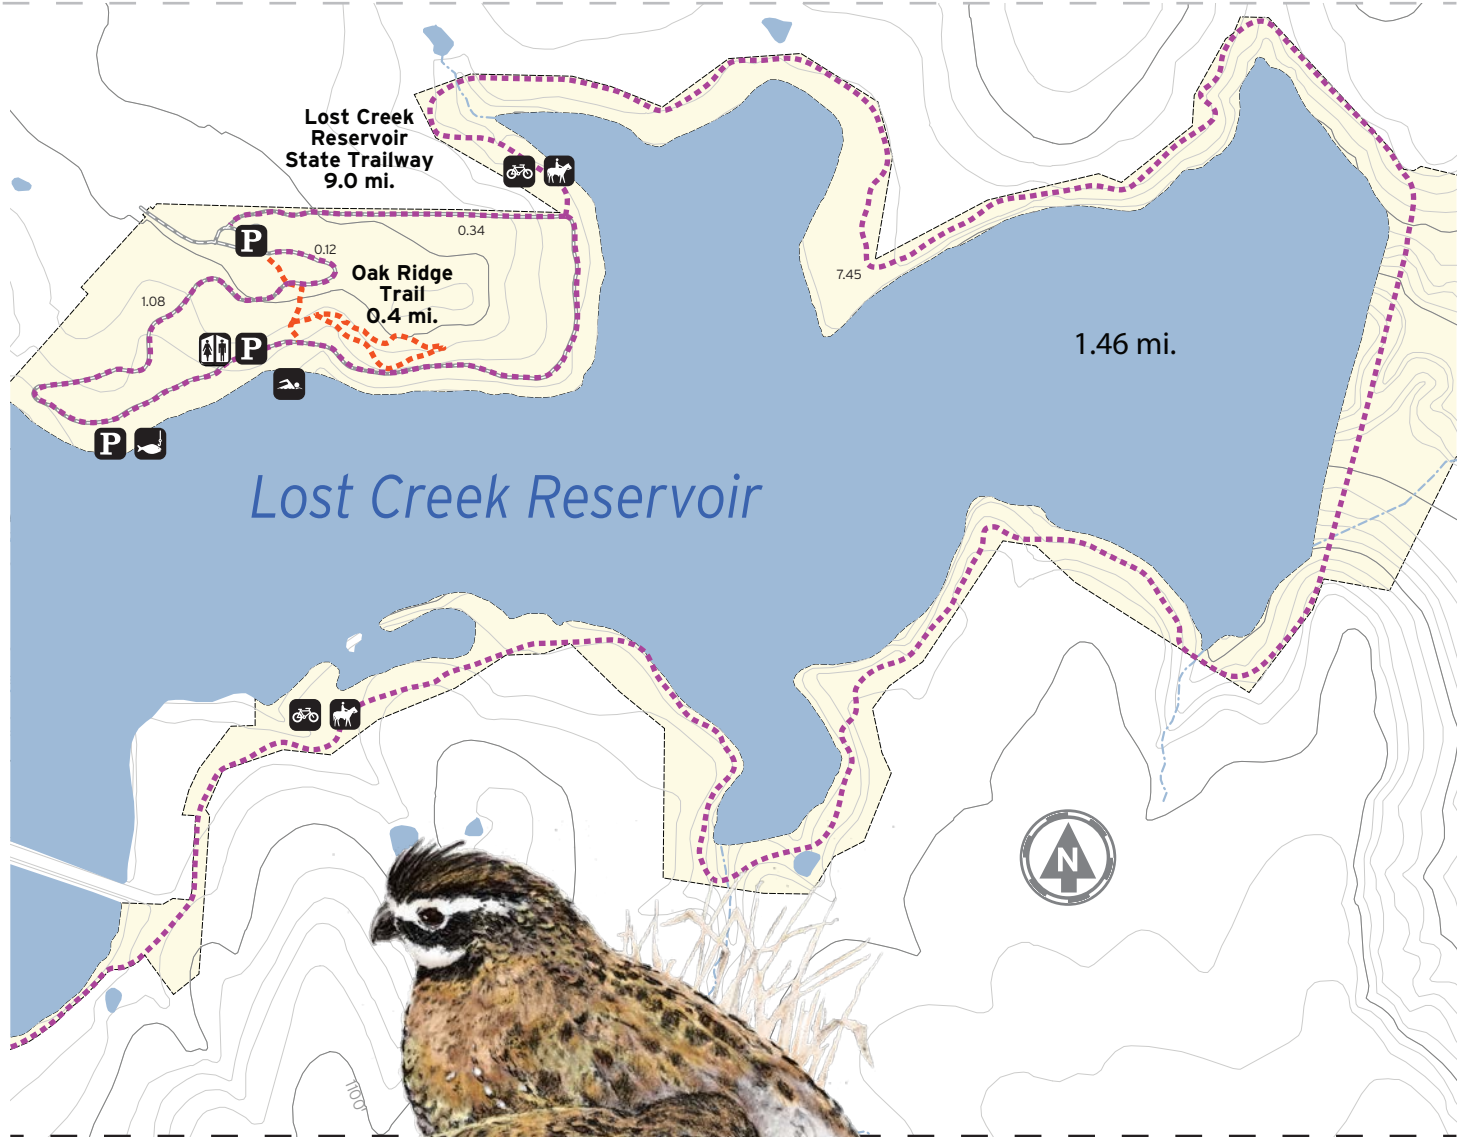 Lost Creek
Reservoir
State Trailway
9.0 mi.
P
0.34
0.12
Oak Ridge
Trail
0.4 mi.
7.45
1.08
P
1.46 mi.
P
Lost Creek Reservoir
N
1100'